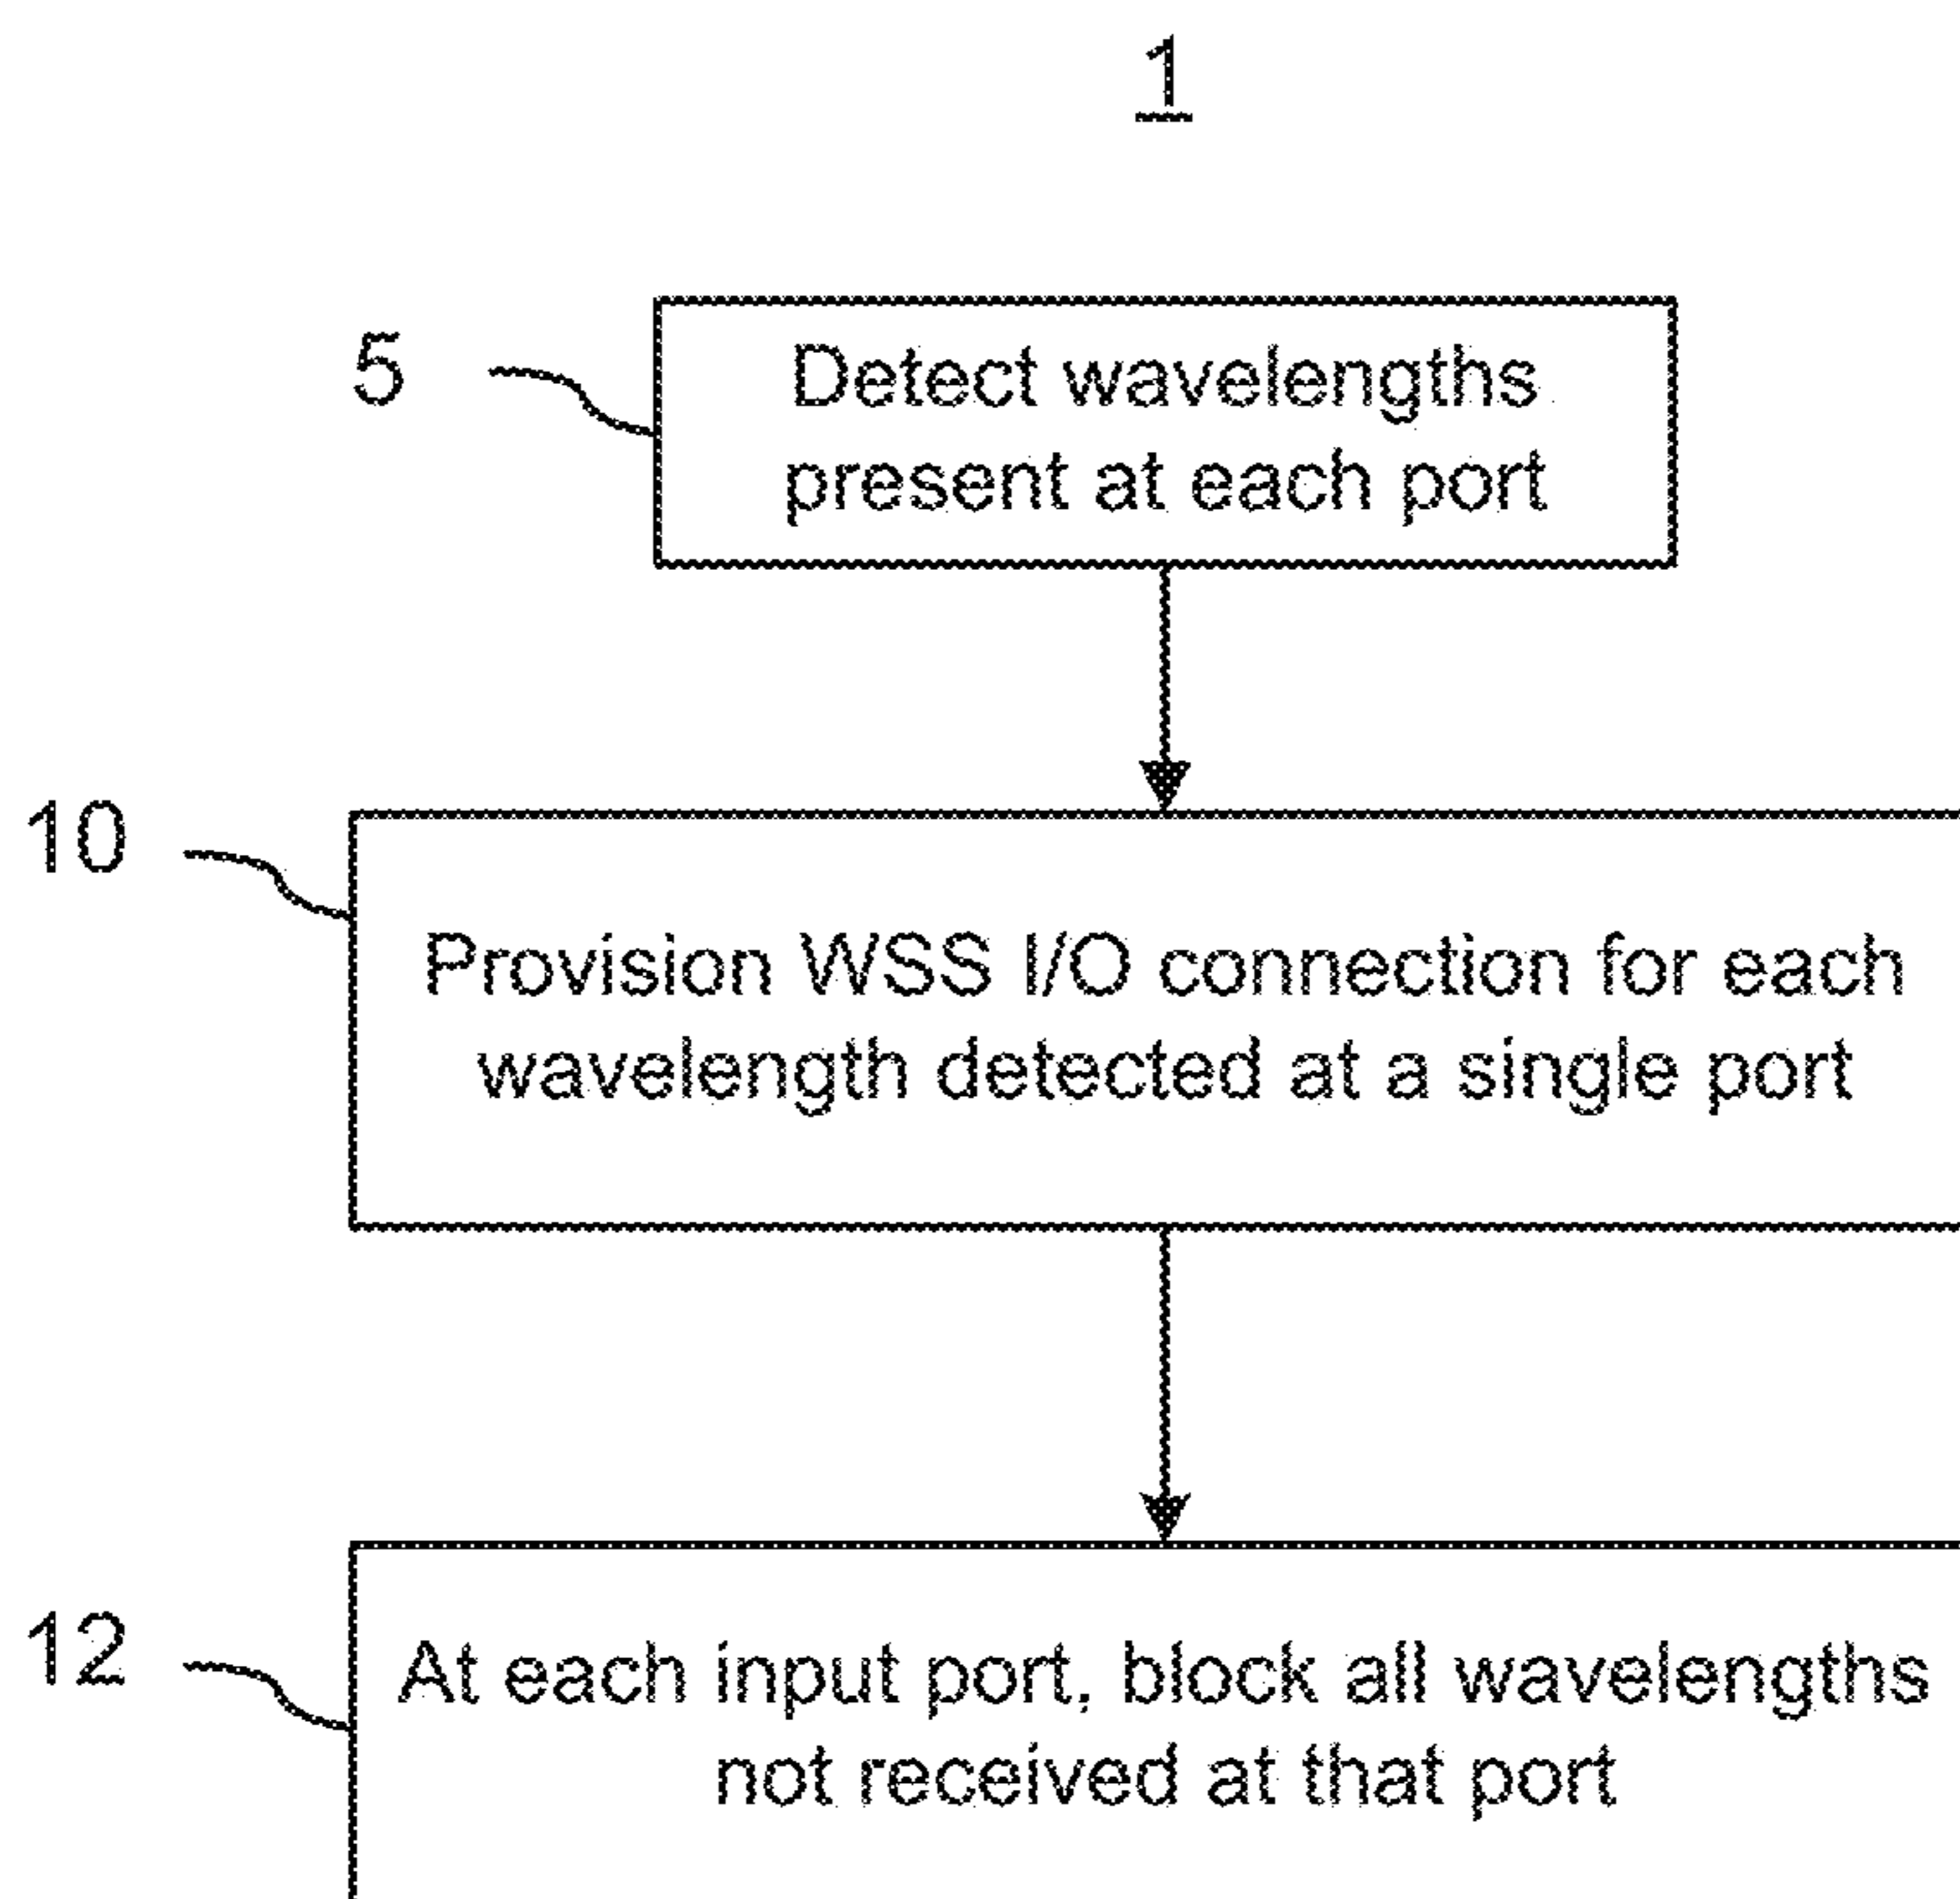 1
5
Detect wavelengths
present at each port
10
Provision WSS I/O connection for each
wavelength detected at a single port
12
At each input port, block all wavelengths
not received at that port